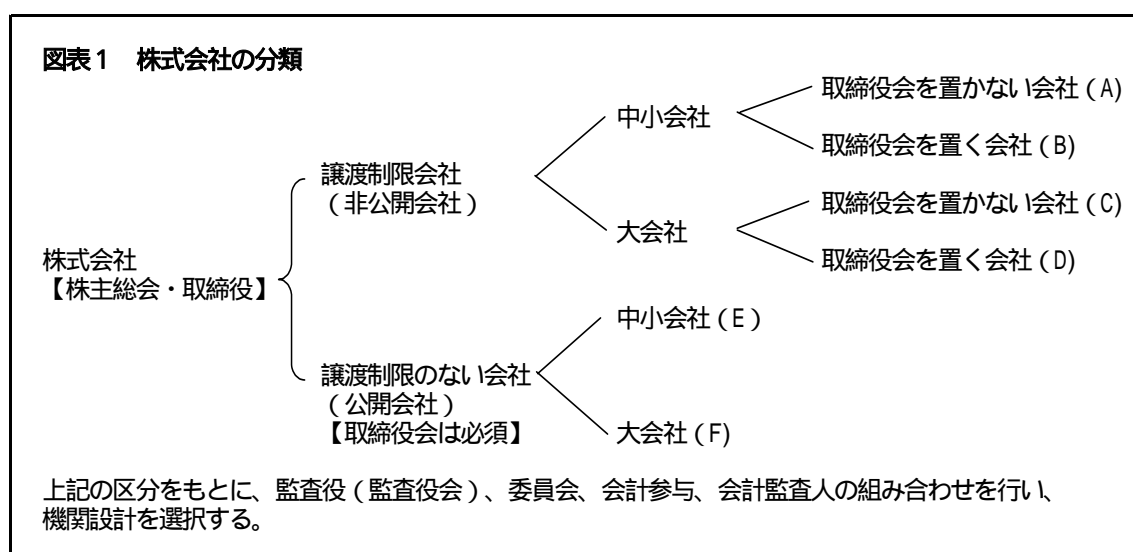 図表1　株式会社の分類
取締役会を置かない会社(A)
中小会社
取締役会を置く会社(B)
譲渡制限会社
(非公開会社)
取締役会を置かない会社(C)
大会社
取締役会を置く会社(D)
株式会社
【株主総会・取締役】
中小会社(E)
譲渡制限のない会社
(公開会社)
【取締役会は必須】
大会社(F)
上記の区分をもとに、監査役(監査役会)、委員会、会計参与、会計監査人の組み合わせを行い、
機関設計を選択する。